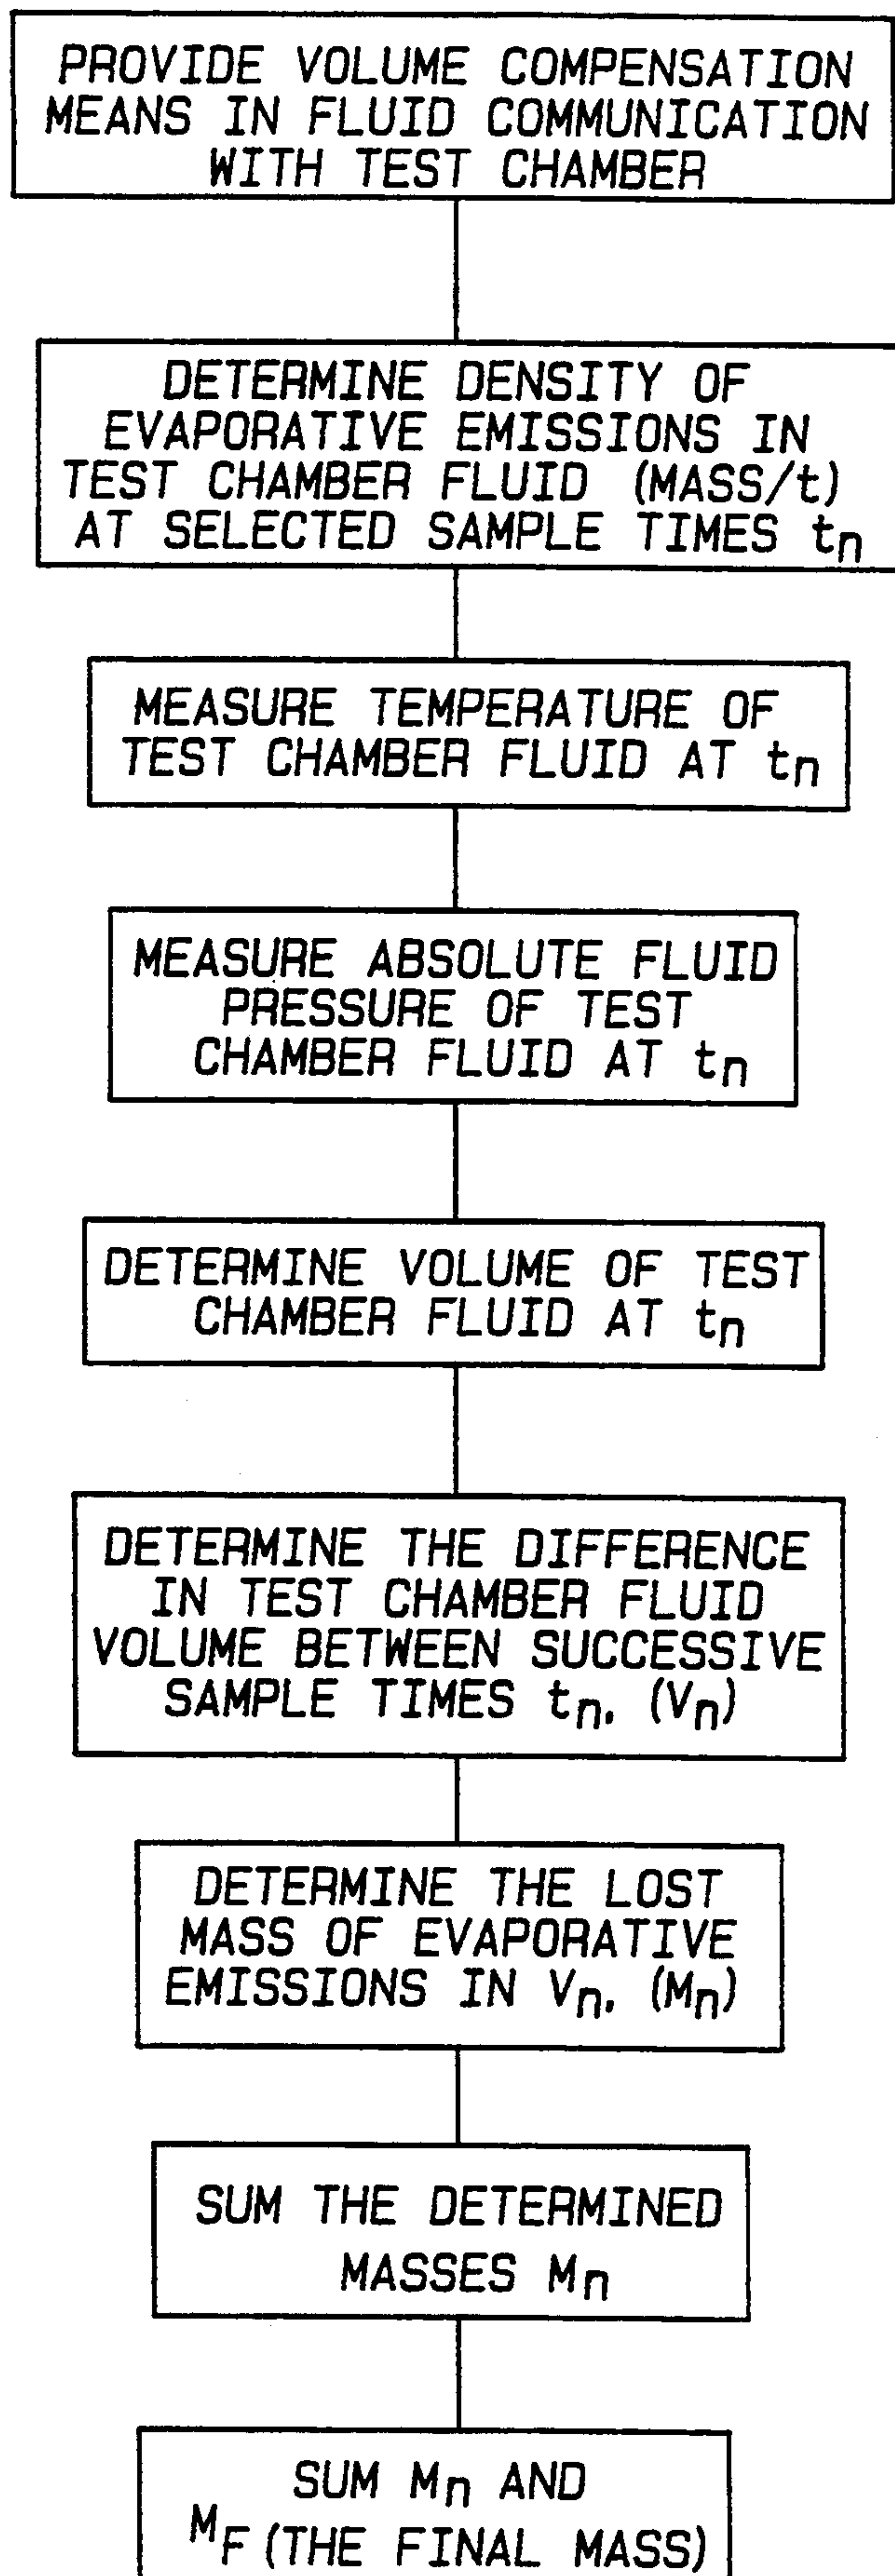 PROVIDE VOLUME COMPENSATION
MEANS IN FLUID COMMUNICATION
WITH TEST CHAMBER
DETERMINE DENSITY OF
EVAPORATIVE EMISSIONS IN
TEST CHAMBER FLUID (MASS/t)
AT SELECTED SAMPLE TIMES tn
MEASURE TEMPERATURE OF
TEST CHAMBER FLUID AT tn
MEASURE ABSOLUTE FLUID
PRESSURE OF TEST
CHAMBER FLUID AT tn
DETERMINE VOLUME OF TEST
CHAMBER FLUID AT tn
DETERMINE THE DIFFERENCE
IN TEST CHAMBER FLUID
VOLUME BETWEEN SUCCESSIVE
SAMPLE TIMES tn, (Vn)
DETERMINE THE LOST
MASS OF EVAPORATIVE
EMISSIONS IN Vn, (Mn)
SUM THE DETERMINED
MASSES Mn
SUM Mn AND
MF (THE FINAL MASS)